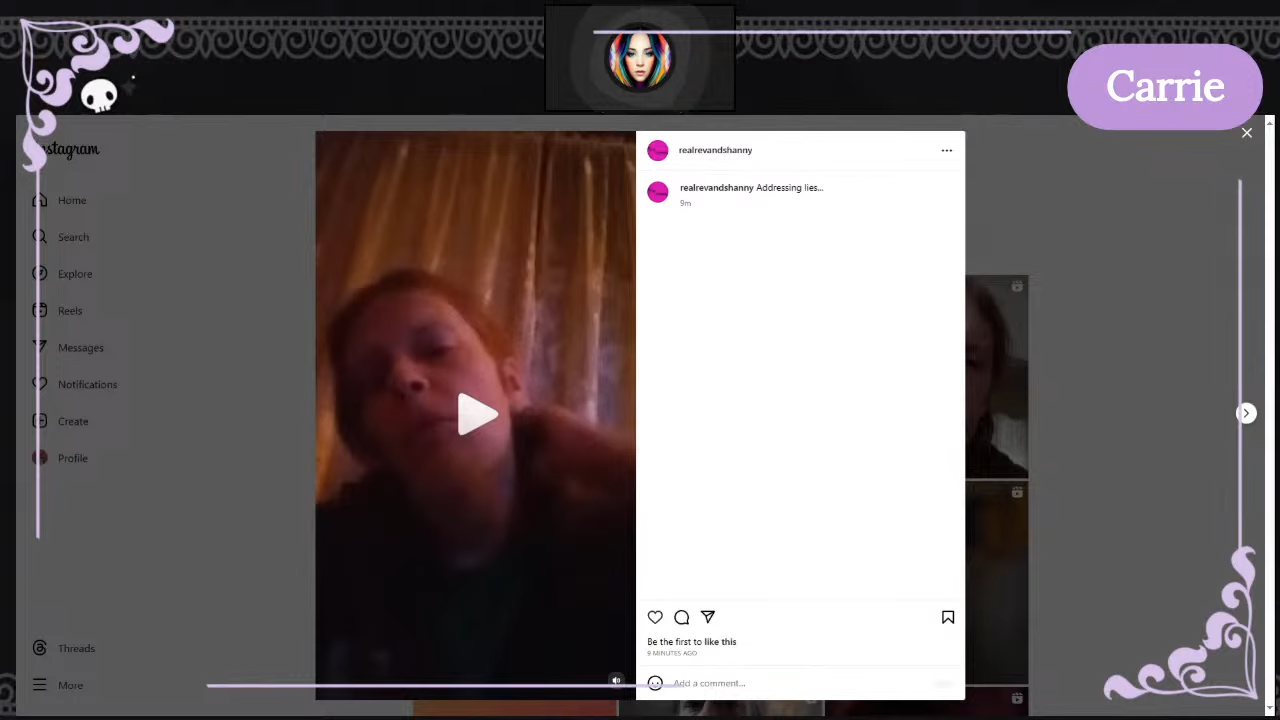 Carrie
Instagram
realrevandshanny
realrevandshanny Addressing lies...
9m
Home
Search
Explore
Reels
Messages
Notifications
Create
Profile
Threads
More
Be the first to like this
9 MINUTES AGO
Add a comment...